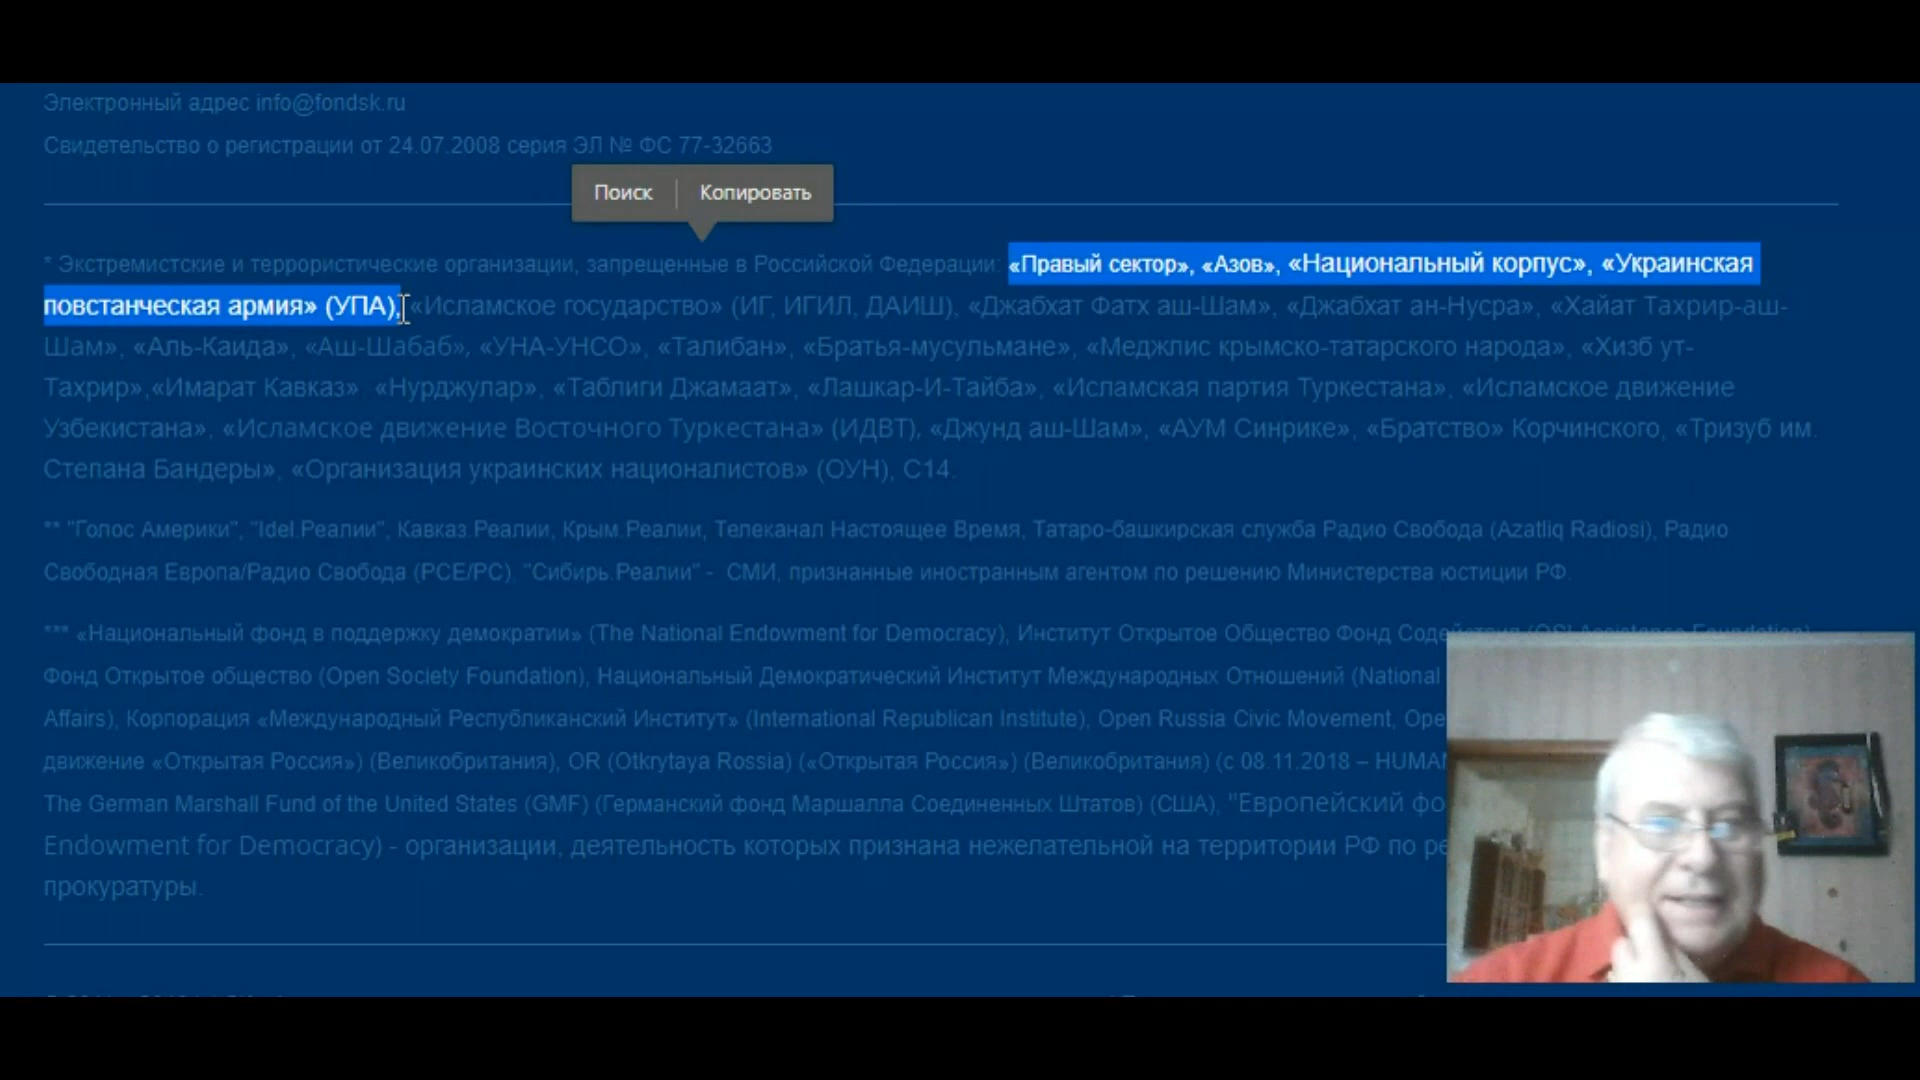 Электронный адрес info@fondsk.ru
Свидетельство о регистрации от 24.07.2008 серия ЭЛ № ФС 77-32663
Поиск Копировать
* Экстремистские и террористические организации, запрещенные в Российской Федерации: «Правый сектор», «Азов», «Национальный корпус», «Украинская
повстанческая армия» (УПА), «Исламское государство» (ИГ, ИГИЛ, ДАИШ), «Джабхат Фатх аш-Шам», «Джабхат ан-Нусра», «Хайат Тахрир-аш-
Шам», «Аль-Каида», «Аш-Шабаб», «УНА-УНСО», «Талибан», «Братья-мусульмане», «Меджлис крымско-татарского народа», «Хизб ут-
Тахрир»,«Имарат Кавказ» «Нурджулар», «Таблиги Джамаат», «Лашкар-И-Тайба», «Исламская партия Туркестана», «Исламское движение
Узбекистана», «Исламское движение Восточного Туркестана» (ИДВТ), «Джунд аш-Шам», «АУМ Синрике», «Братство» Корчинского, «Тризуб им.
Степана Бандеры», «Организация украинских националистов» (ОУН), С14.
** "Голос Америки", "Idel.Реалии", Кавказ.Реалии, Крым.Реалии, Телеканал Настоящее Время, Татаро-башкирская служба Радио Свобода (Azatliq Radiosi), Радио
Свободная Европа/Радио Свобода (PCE/PC), "Сибирь.Реалии" - СМИ, признанные иностранным агентом по решению Министерства юстиции РФ.
*** «Национальный фонд в поддержку демократии» (The National Endowment for Democracy), Институт Открытое Общество Фонд Содействия (OSI Assistance Foundation),
Фонд Открытое общество (Open Society Foundation), Национальный Демократический Институт Международных Отношений (National
Affairs), Корпорация «Международный Республиканский Институт» (International Republican Institute), Open Russia Civic Movement, Ope
движение «Открытая Россия») (Великобритания), OR (Otkrytaya Rossia) («Открытая Россия») (Великобритания) (с 08.11.2018 – HUMA
The German Marshall Fund of the United States (GMF) (Германский фонд Маршалла Соединенных Штатов) (США), "Европейский фо
Endowment for Democracy) - организации, деятельность которых признана нежелательной на территории РФ по ре
прокуратуры.